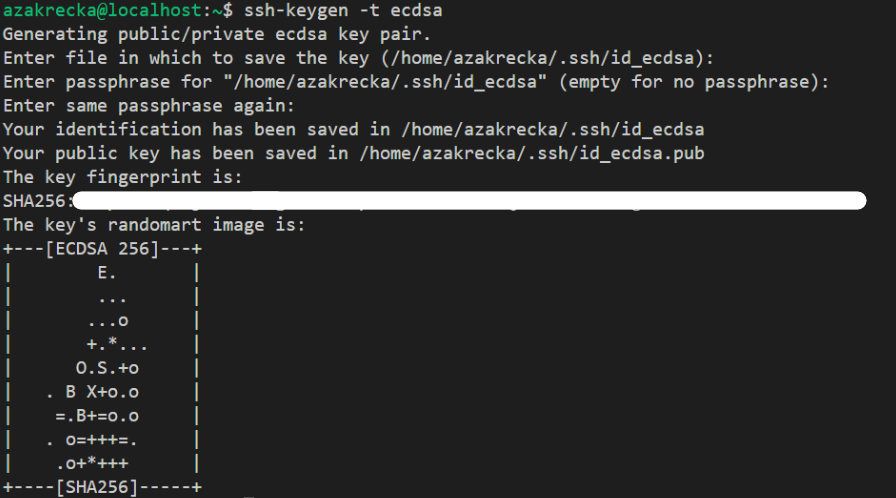 azakrecka@localhost:~$ ssh-keygen -t ecdsa
Generating public/private ecdsa key pair.
Enter file in which to save the key (/home/azakrecka/.ssh/id_ecdsa):
Enter passphrase for "/home/azakrecka/.ssh/id_ecdsa" (empty for no passphrase):
Enter same passphrase again:
Your identification has been saved in /home/azakrecka/.ssh/id_ecdsa
Your public key has been saved in /home/azakrecka/.ssh/id_ecdsa.pub
The key fingerprint is:
SHA256:
The key's randomart image is:
+---[ECDSA 256]---+
|        E.       |
|        ...      |
|       ...o      |
|       +.*...    |
|      O.S.+o     |
|   . B X+o.o     |
|    =.B+=o.o     |
|   . o=+++=.     |
|    .o+*+++      |
+----[SHA256]-----+